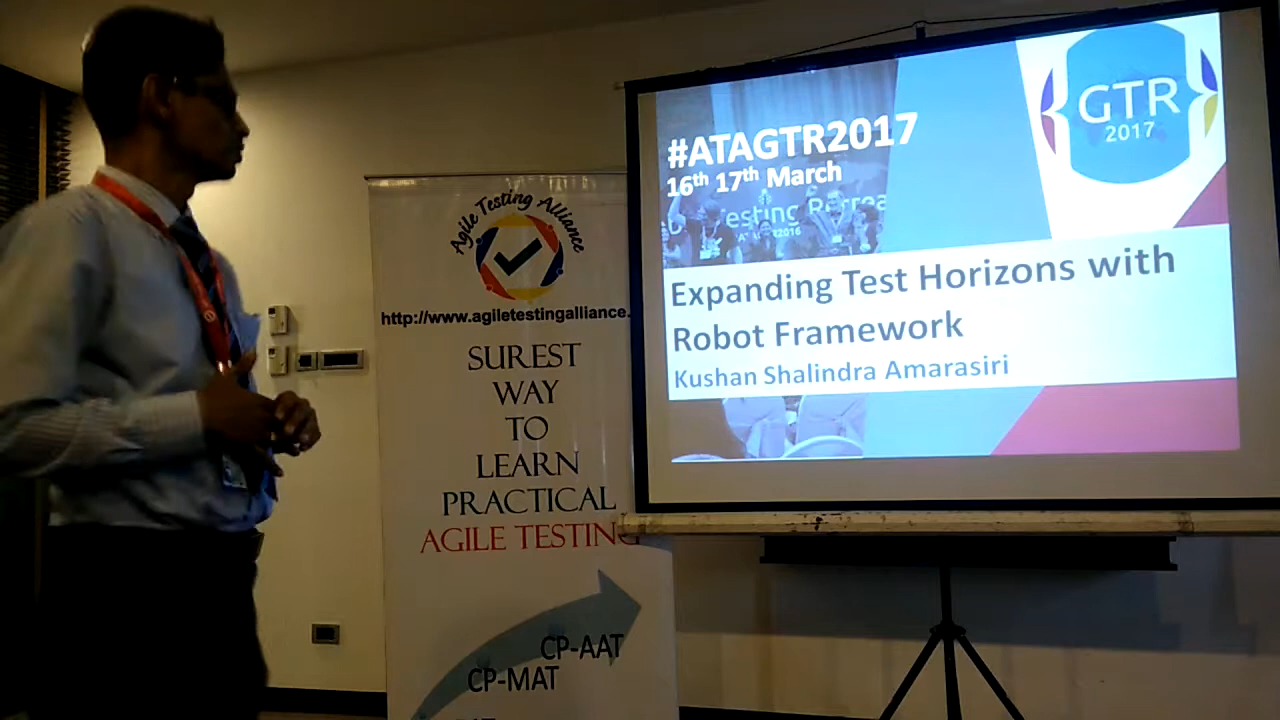 Agile Testing Alliance
http://www.agiletestingalliance.
SUREST
WAY
TO
LEARN
PRACTICAL
AGILE TESTING
CP-AAT
CP-MAT
#ATAGTR2017
16th 17th March
GTR
2017
Expanding Test Horizons with
Robot Framework
Kushan Shalindra Amarasiri